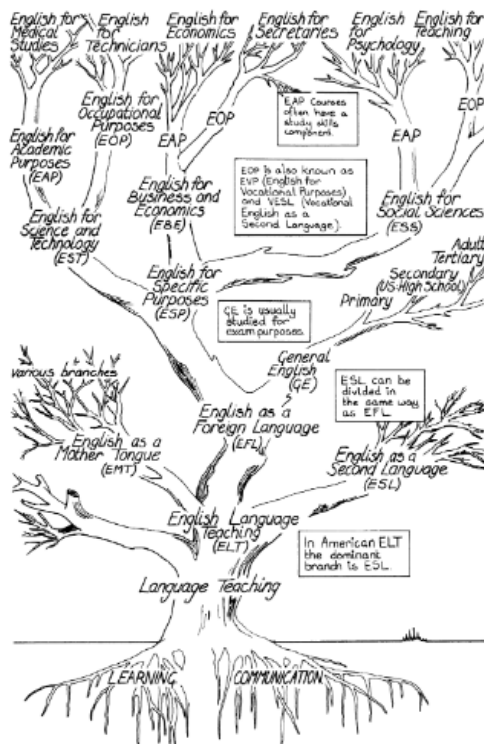 English for
Medical
Studies
English
for
Technicians
English for
Economics
English for
Secretaries
English
for
Psychology
English for
Teaching
English for
Occupational
Purposes
(EOP)
EAP
EOP
EAP Courses
often have a
study skills
component.
EAP
EOP
English for
Academic
Purposes
(EAP)
EOP is also known as
EVP (English for
Vocational Purposes)
and VESL (Vocational
English as a
Second Language).
English for
Science and
Technology
(EST)
English for
Business and
Economics
(EBE)
English for
Social Sciences
(ESS)
English for
Specific
Purposes
(ESP)
Adult
Tertiary
Secondary
(US-High School)
Primary
GE is usually
studied for
exam purposes.
General
English
(GE)
various branches
ESL can be
divided in
the same way
as EFL.
English as a
Foreign Language
(EFL)
English as a
Mother Tongue
(EMT)
English as a
Second Language
(ESL)
English Language
Teaching
(ELT)
In American ELT
the dominant
branch is ESL.
Language Teaching
LEARNING
COMMUNICATION